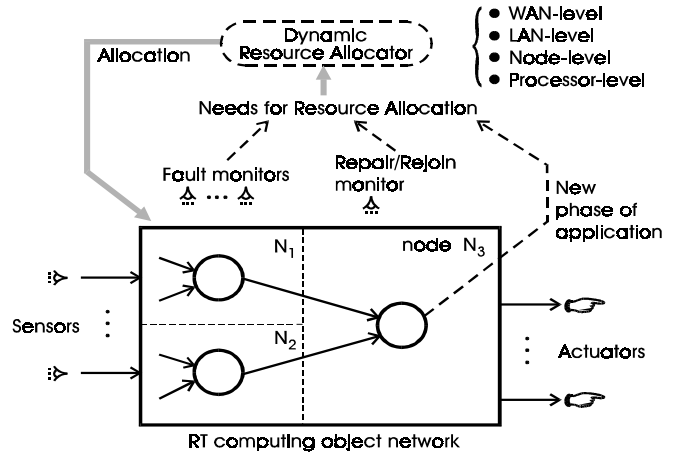 Allocation
Dynamic
Resource Allocator
• WAN-level
• LAN-level
• Node-level
• Processor-level
Needs for Resource Allocation
Fault monitors
...
Repair/Rejoin
monitor
New
phase of
application
N1
node N3
N2
Sensors
Actuators
RT computing object network